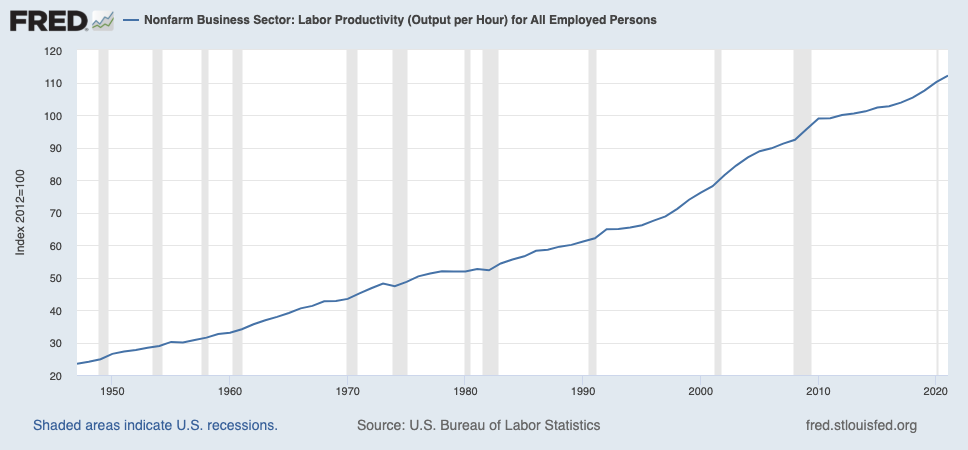 FRED Nonfarm Business Sector: Labor Productivity (Output per Hour) for All Employed Persons
Index 2012=100
120
110
100
90
80
70
60
50
40
30
20
1950 1960 1970 1980 1990 2000 2010 2020
Shaded areas indicate U.S. recessions. Source: U.S. Bureau of Labor Statistics fred.stlouisfed.org